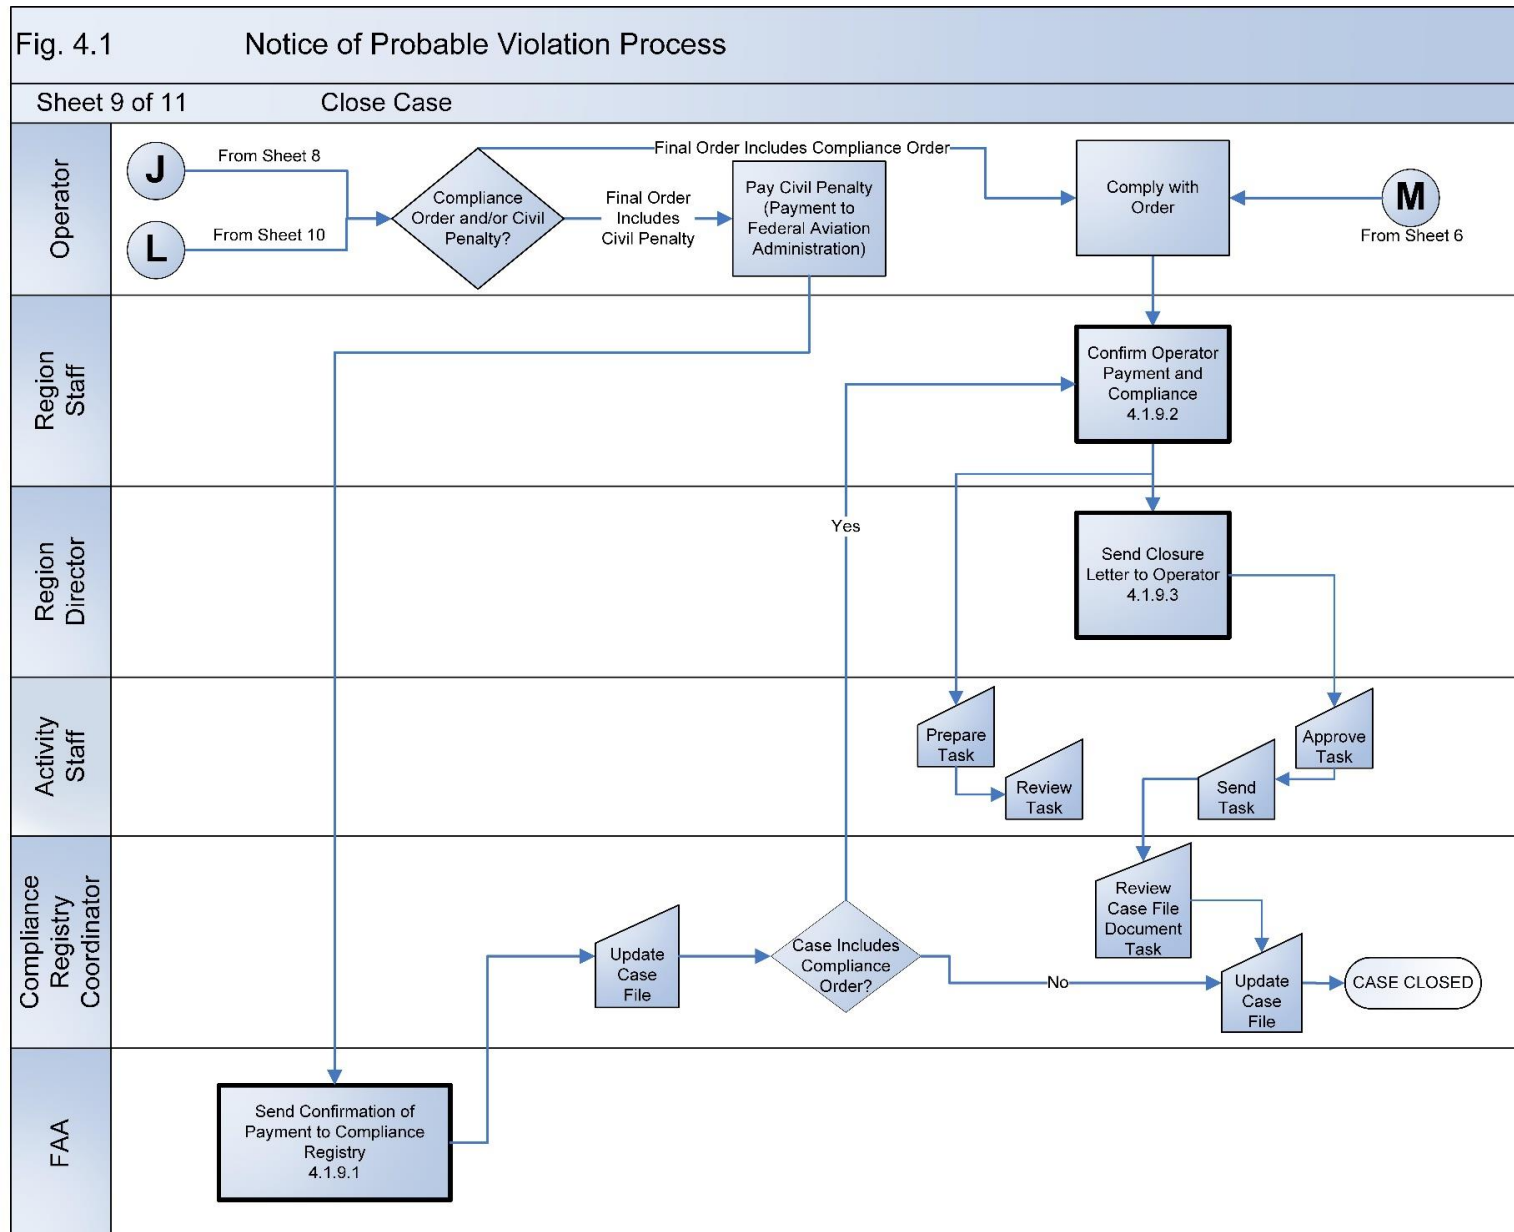 Fig. 4.1 Notice of Probable Violation Process
Sheet 9 of 11 Close Case
Operator
J
From Sheet 8
L
From Sheet 10
Compliance
Order and/or Civil
Penalty?
Final Order Includes Compliance Order
Final Order
Includes
Civil Penalty
Pay Civil Penalty
(Payment to
Federal Aviation
Administration)
Comply with
Order
M
From Sheet 6
Region
Staff
Confirm Operator
Payment and
Compliance
4.1.9.2
Region
Director
Yes
Send Closure
Letter to Operator
4.1.9.3
Activity
Staff
Prepare
Task
Review
Task
Approve
Task
Send
Task
Compliance
Registry
Coordinator
Update
Case
File
Case Includes
Compliance
Order?
No
Review
Case File
Document
Task
Update
Case
File
CASE CLOSED
FAA
Send Confirmation of
Payment to Compliance
Registry
4.1.9.1